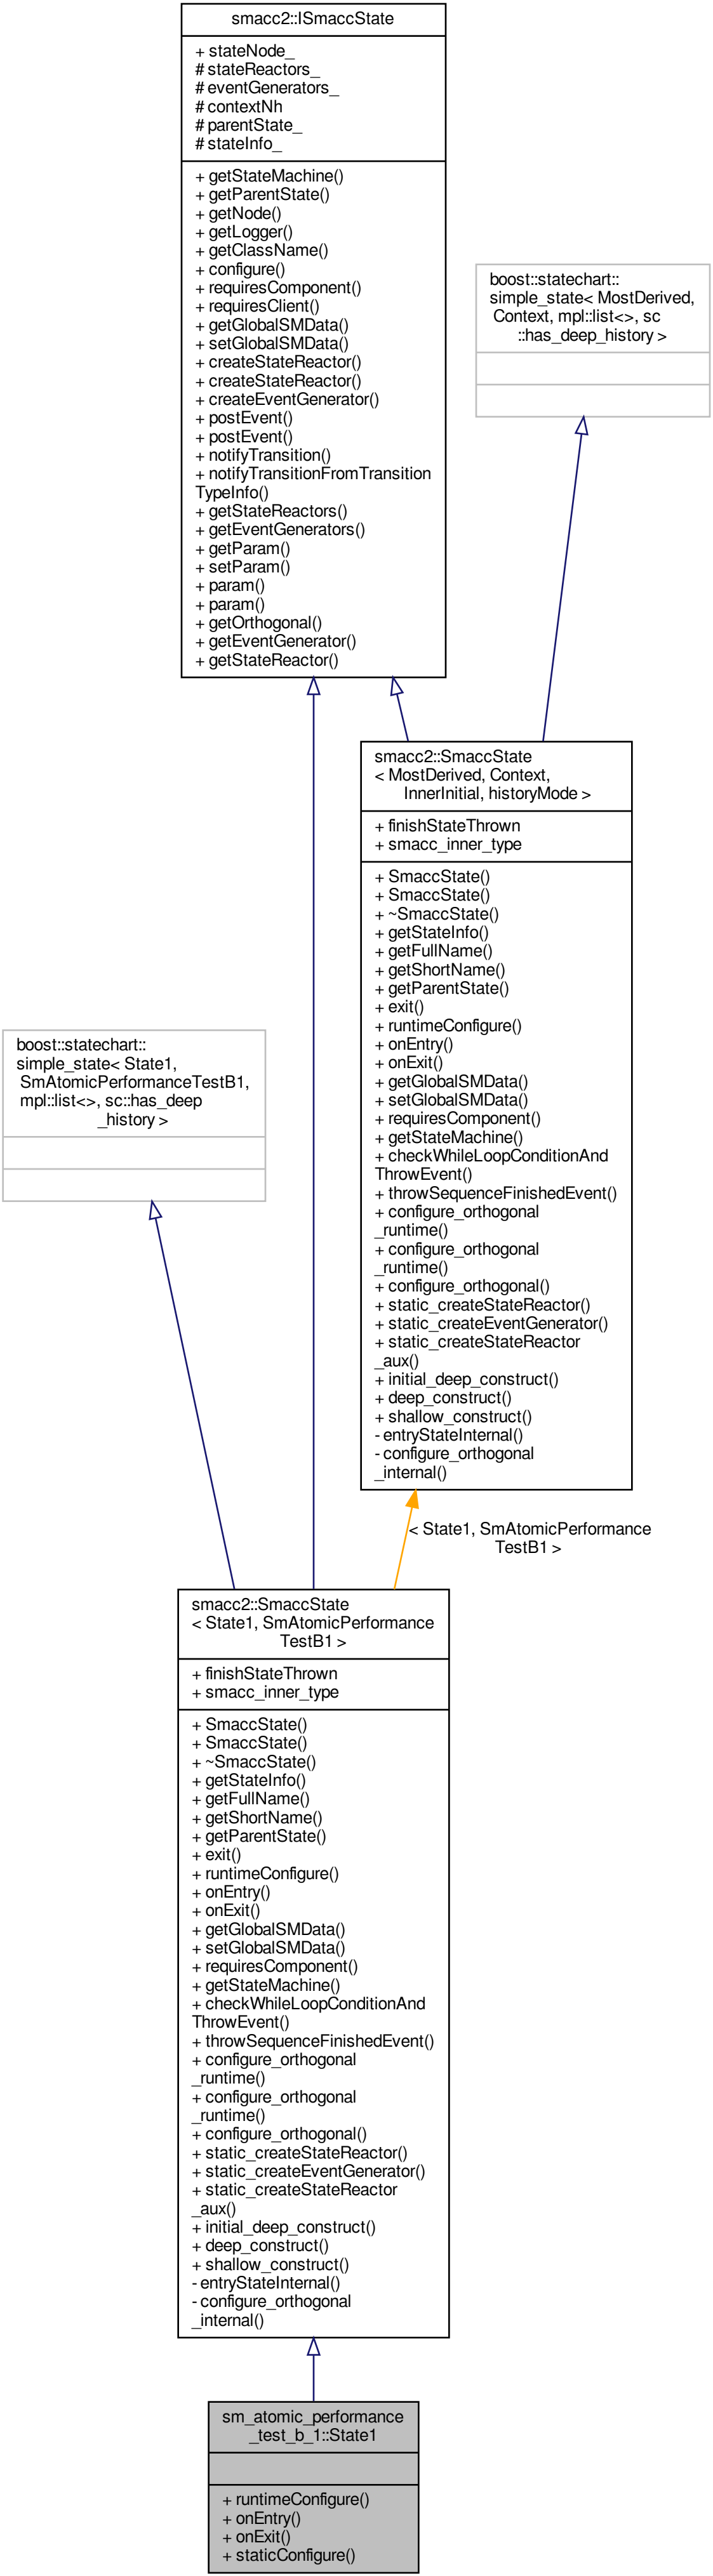 smacc2::ISmaccState
+ stateNode_
# stateReactors_
# eventGenerators_
# contextNh
# parentState_
# stateInfo_
+ getStateMachine()
+ getParentState()
+ getNode()
+ getLogger()
+ getClassName()
+ configure()
+ requiresComponent()
+ requiresClient()
+ getGlobalSMData()
+ setGlobalSMData()
+ createStateReactor()
+ createStateReactor()
+ createEventGenerator()
+ postEvent()
+ postEvent()
+ notifyTransition()
+ notifyTransitionFromTransition
TypeInfo()
+ getStateReactors()
+ getEventGenerators()
+ getParam()
+ setParam()
+ param()
+ param()
+ getOrthogonal()
+ getEventGenerator()
+ getStateReactor()
boost::statechart::
simple_state< MostDerived,
Context, mpl::list<>, sc
::has_deep_history >
smacc2::SmaccState
< MostDerived, Context,
InnerInitial, historyMode >
+ finishStateThrown
+ smacc_inner_type
+ SmaccState()
+ SmaccState()
+ ~SmaccState()
+ getStateInfo()
+ getFullName()
+ getShortName()
+ getParentState()
+ exit()
+ runtimeConfigure()
+ onEntry()
+ onExit()
+ getGlobalSMData()
+ setGlobalSMData()
+ requiresComponent()
+ getStateMachine()
+ checkWhileLoopConditionAnd
ThrowEvent()
+ throwSequenceFinishedEvent()
+ configure_orthogonal
_runtime()
+ configure_orthogonal
_runtime()
+ configure_orthogonal()
+ static_createStateReactor()
+ static_createEventGenerator()
+ static_createStateReactor
_aux()
+ initial_deep_construct()
+ deep_construct()
+ shallow_construct()
- entryStateInternal()
- configure_orthogonal
_internal()
boost::statechart::
simple_state< State1,
SmAtomicPerformanceTestB1,
mpl::list<>, sc::has_deep
_history >
< State1, SmAtomicPerformance
TestB1 >
smacc2::SmaccState
< State1, SmAtomicPerformance
TestB1 >
+ finishStateThrown
+ smacc_inner_type
+ SmaccState()
+ SmaccState()
+ ~SmaccState()
+ getStateInfo()
+ getFullName()
+ getShortName()
+ getParentState()
+ exit()
+ runtimeConfigure()
+ onEntry()
+ onExit()
+ getGlobalSMData()
+ setGlobalSMData()
+ requiresComponent()
+ getStateMachine()
+ checkWhileLoopConditionAnd
ThrowEvent()
+ throwSequenceFinishedEvent()
+ configure_orthogonal
_runtime()
+ configure_orthogonal
_runtime()
+ configure_orthogonal()
+ static_createStateReactor()
+ static_createEventGenerator()
+ static_createStateReactor
_aux()
+ initial_deep_construct()
+ deep_construct()
+ shallow_construct()
- entryStateInternal()
- configure_orthogonal
_internal()
sm_atomic_performance
_test_b_1::State1
+ runtimeConfigure()
+ onEntry()
+ onExit()
+ staticConfigure()